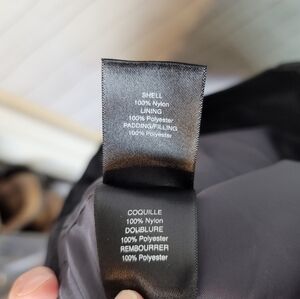 SHELL
100% Nylon
LINING
100% Polyester
PADDING/FILLING
100% Polyester
COQUILLE
100% Nylon
DOUBLURE
100% Polyester
REMBOURRER
100% Polyester